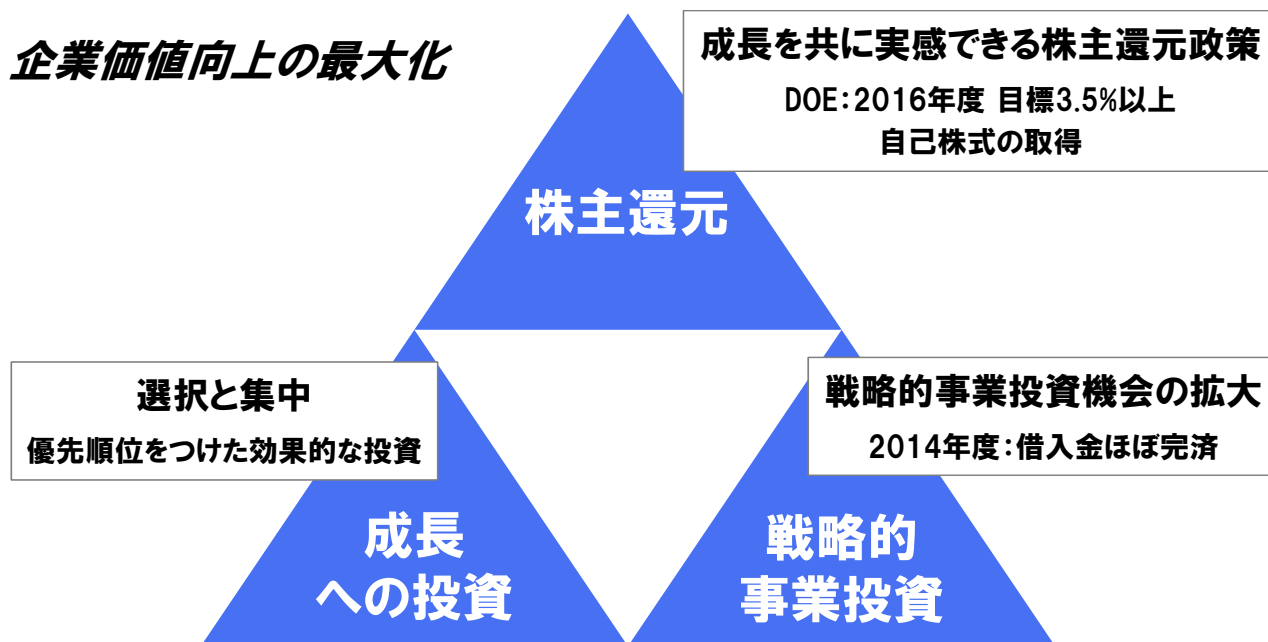 企業価値向上の最大化
成長を共に実感できる株主還元政策
DOE：2016年度 目標3.5%以上
自己株式の取得
株主還元
選択と集中
優先順位をつけた効果的な投資
戦略的事業投資機会の拡大
2014年度：借入金ほぼ完済
成長
への投資
戦略的
事業投資